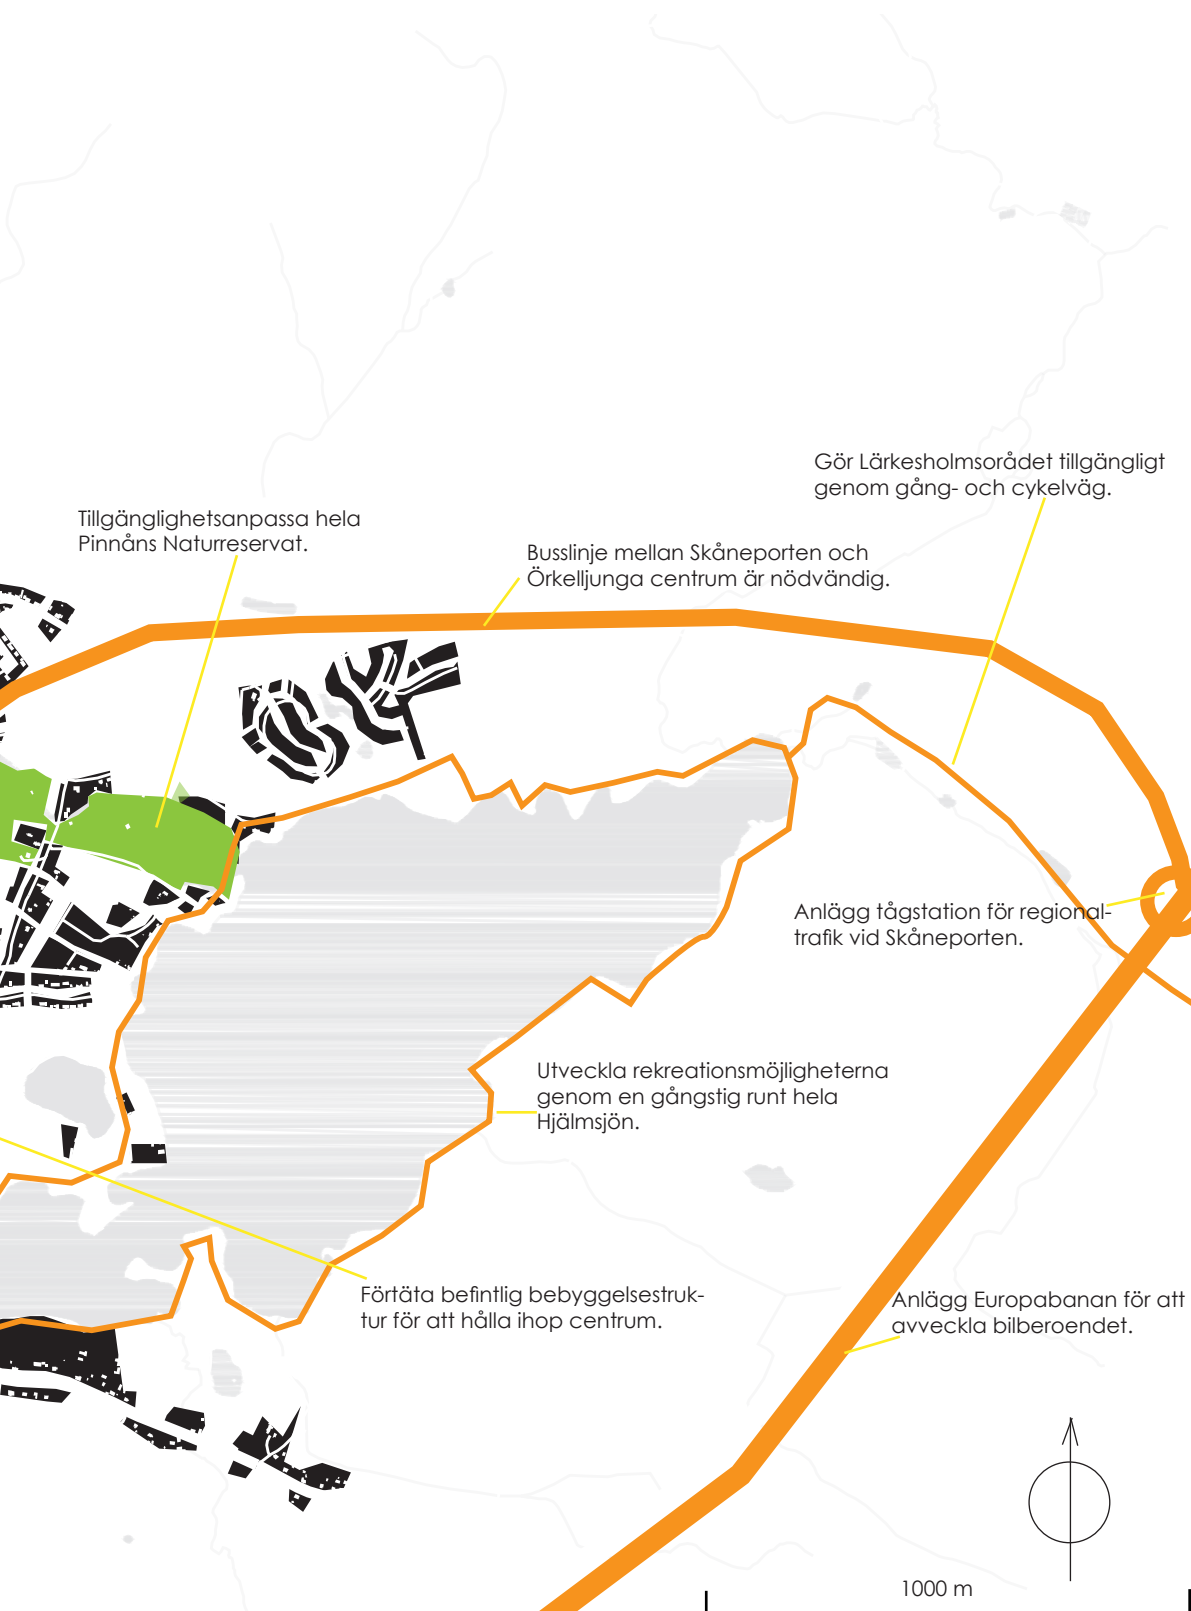 Gör Lärkesholmsorådet tillgängligt
genom gång- och cykelväg.
Tillgänglighetsanpassa hela
Pinnåns Naturreservat.
Busslinje mellan Skåneporten och
Örkelljunga centrum är nödvändig.
Anlägg tågstation för regional-
trafik vid Skåneporten.
Utveckla rekreationsmöjligheterna
genom en gångstig runt hela
Hjälmsjön.
Förtäta befintlig bebyggelsestruk-
tur för att hålla ihop centrum.
Anlägg Europabanan för att
avveckla bilberoendet.
1000 m